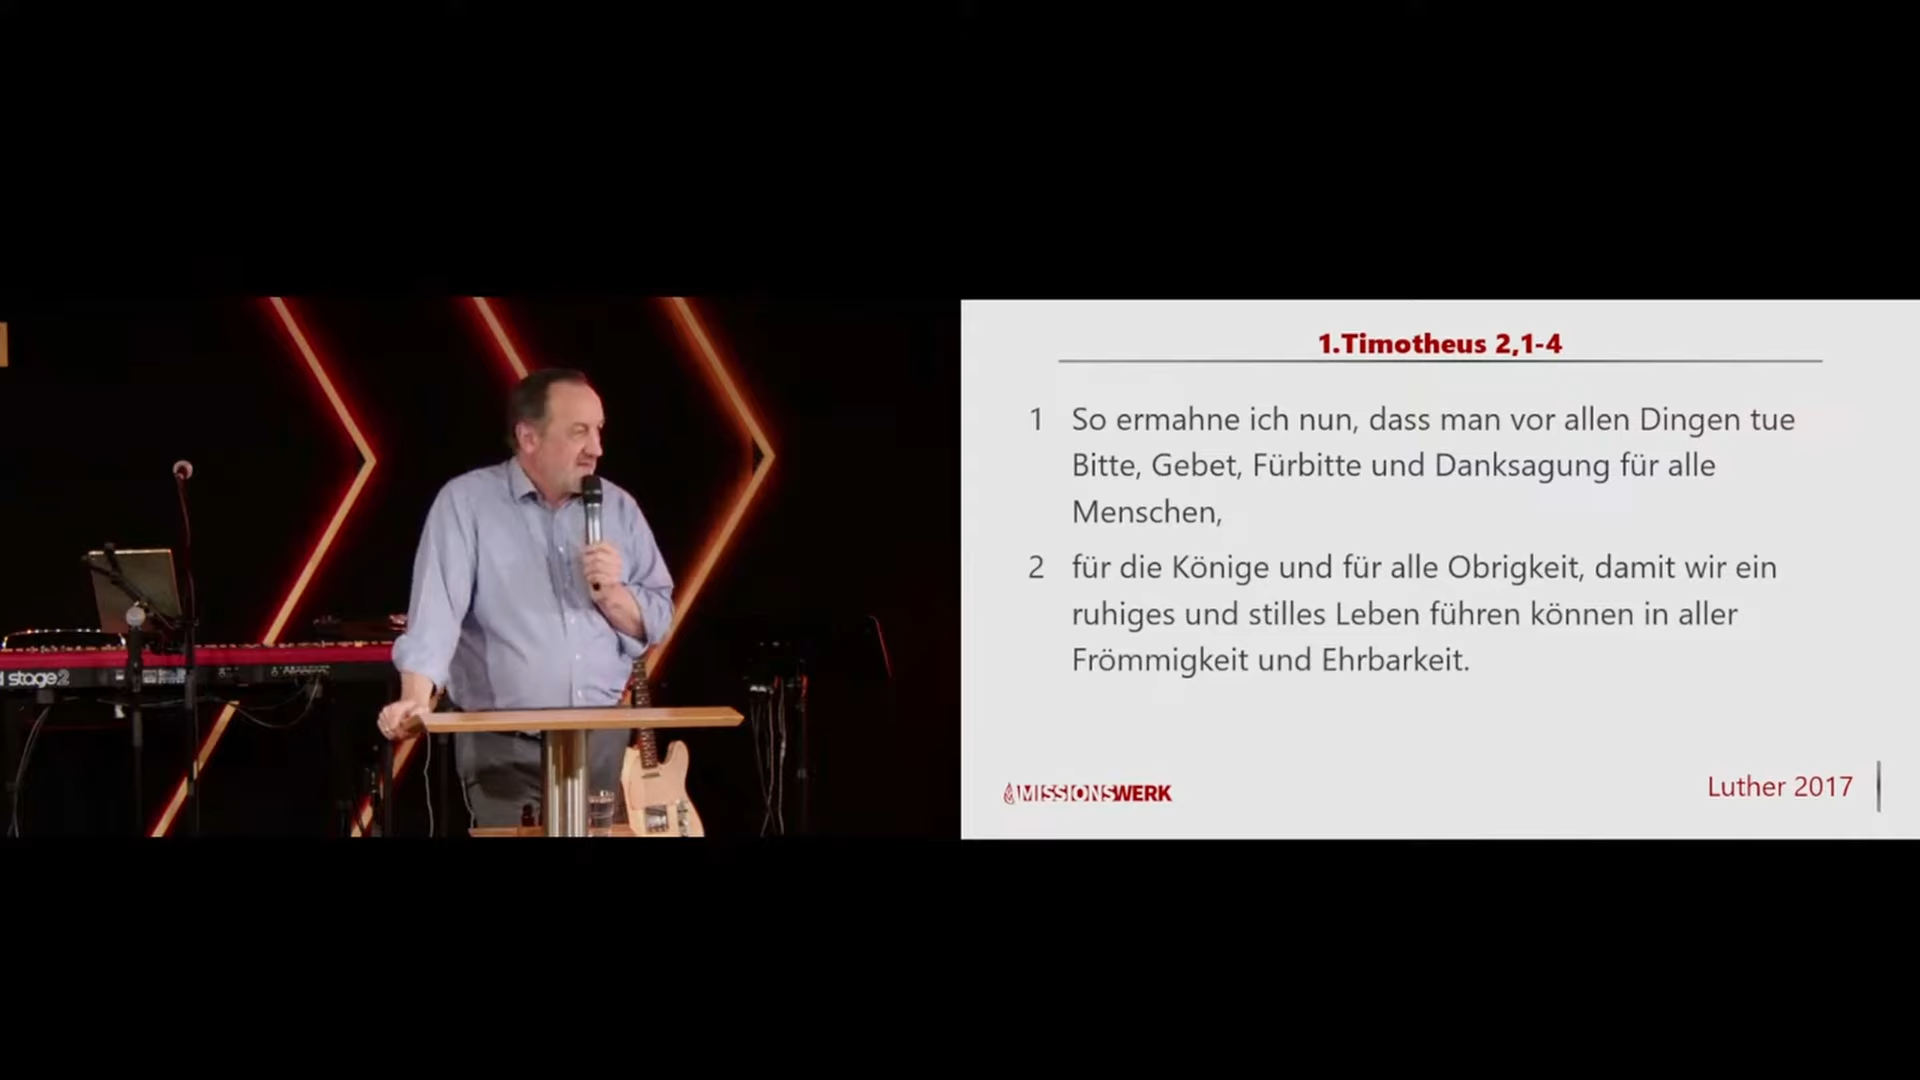 stage2
1.Timotheus 2,1-4
1 So ermahne ich nun, dass man vor allen Dingen tue
Bitte, Gebet, Fürbitte und Danksagung für alle
Menschen,
2 für die Könige und für alle Obrigkeit, damit wir ein
ruhiges und stilles Leben führen können in aller
Frömmigkeit und Ehrbarkeit.
MISSIONSWERK
Luther 2017